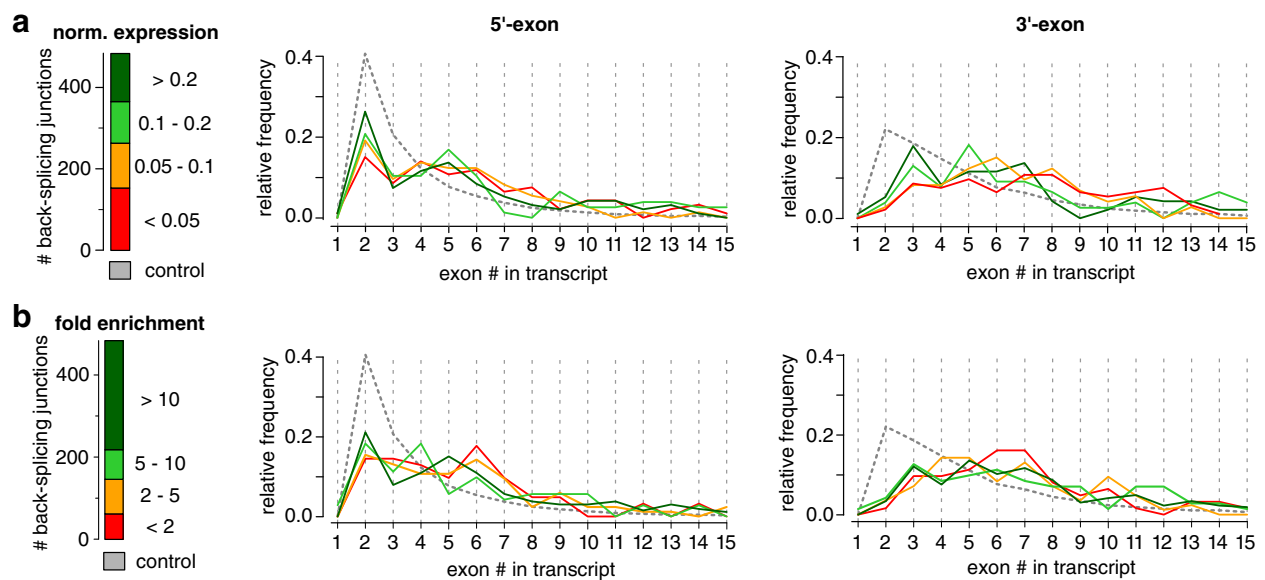 a
norm. expression
# back-splicing junctions
400
200
0
> 0.2
0.1 - 0.2
0.05 - 0.1
< 0.05
control
5'-exon
relative frequency
0.4
0.2
0.0
1 2 3 4 5 6 7 8 9 10 11 12 13 14 15
exon # in transcript
3'-exon
relative frequency
0.4
0.2
0.0
1 2 3 4 5 6 7 8 9 10 11 12 13 14 15
exon # in transcript
b
fold enrichment
# back-splicing junctions
400
200
0
> 10
5 - 10
2 - 5
< 2
control
relative frequency
0.4
0.2
0.0
1 2 3 4 5 6 7 8 9 10 11 12 13 14 15
exon # in transcript
relative frequency
0.4
0.2
0.0
1 2 3 4 5 6 7 8 9 10 11 12 13 14 15
exon # in transcript